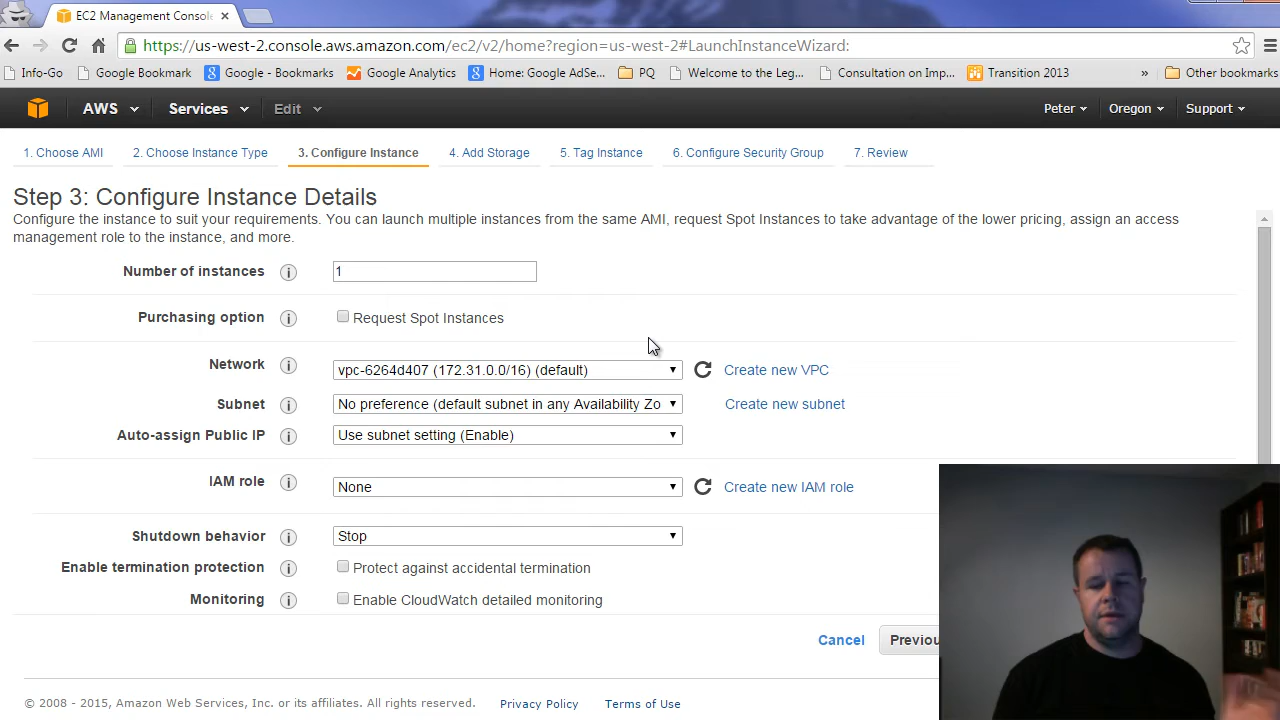 EC2 Management Console
https://us-west-2.console.aws.amazon.com/ec2/v2/home?region=us-west-2#LaunchInstanceWizard:
Info-Go Google Bookmark Google Bookmarks Google Analytics Home: Google AdSe... PQ Welcome to the Leg... Consultation on Imp... Transition 2013 » Other bookmarks
AWS Services Edit Peter Oregon Support
1. Choose AMI 2. Choose Instance Type 3. Configure Instance 4. Add Storage 5. Tag Instance 6. Configure Security Group 7. Review
Step 3: Configure Instance Details
Configure the instance to suit your requirements. You can launch multiple instances from the same AMI, request Spot Instances to take advantage of the lower pricing, assign an access
management role to the instance, and more.
Number of instances 1
Purchasing option Request Spot Instances
Network vpc-6264d407 (172.31.0.0/16) (default) Create new VPC
Subnet No preference (default subnet in any Availability Zo Create new subnet
Auto-assign Public IP Use subnet setting (Enable)
IAM role None Create new IAM role
Shutdown behavior Stop
Enable termination protection Protect against accidental termination
Monitoring Enable CloudWatch detailed monitoring
Cancel Previou
© 2008 - 2015, Amazon Web Services, Inc. or its affiliates. All rights reserved. Privacy Policy Terms of Use